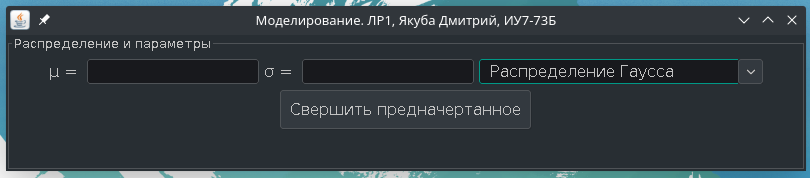 Моделирование. ЛР1, Якуба Дмитрий, ИУ7-73Б
Распределение и параметры
μ = σ = Распределение Гаусса
Свершить предначертанное